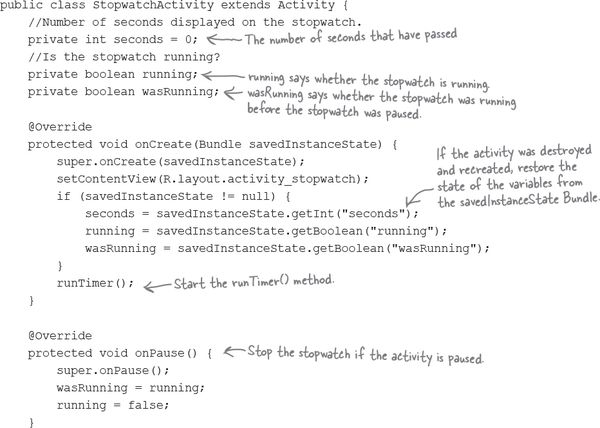 public class StopwatchActivity extends Activity {
//Number of seconds displayed on the stopwatch.
private int seconds = 0; The number of seconds that have passed
//Is the stopwatch running?
private boolean running; running says whether the stopwatch is running.
private boolean wasRunning; wasRunning says whether the stopwatch was running
before the stopwatch was paused.
@Override
protected void onCreate(Bundle savedInstanceState) {
super.onCreate(savedInstanceState);
setContentView(R.layout.activity_stopwatch);
if (savedInstanceState != null) {
seconds = savedInstanceState.getInt("seconds");
running = savedInstanceState.getBoolean("running");
wasRunning = savedInstanceState.getBoolean("wasRunning");
}
If the activity was destroyed
and recreated, restore the
state of the variables from
the savedInstanceState Bundle.
runTimer(); Start the runTimer() method.
}
@Override
protected void onPause() { Stop the stopwatch if the activity is paused.
super.onPause();
wasRunning = running;
running = false;
}